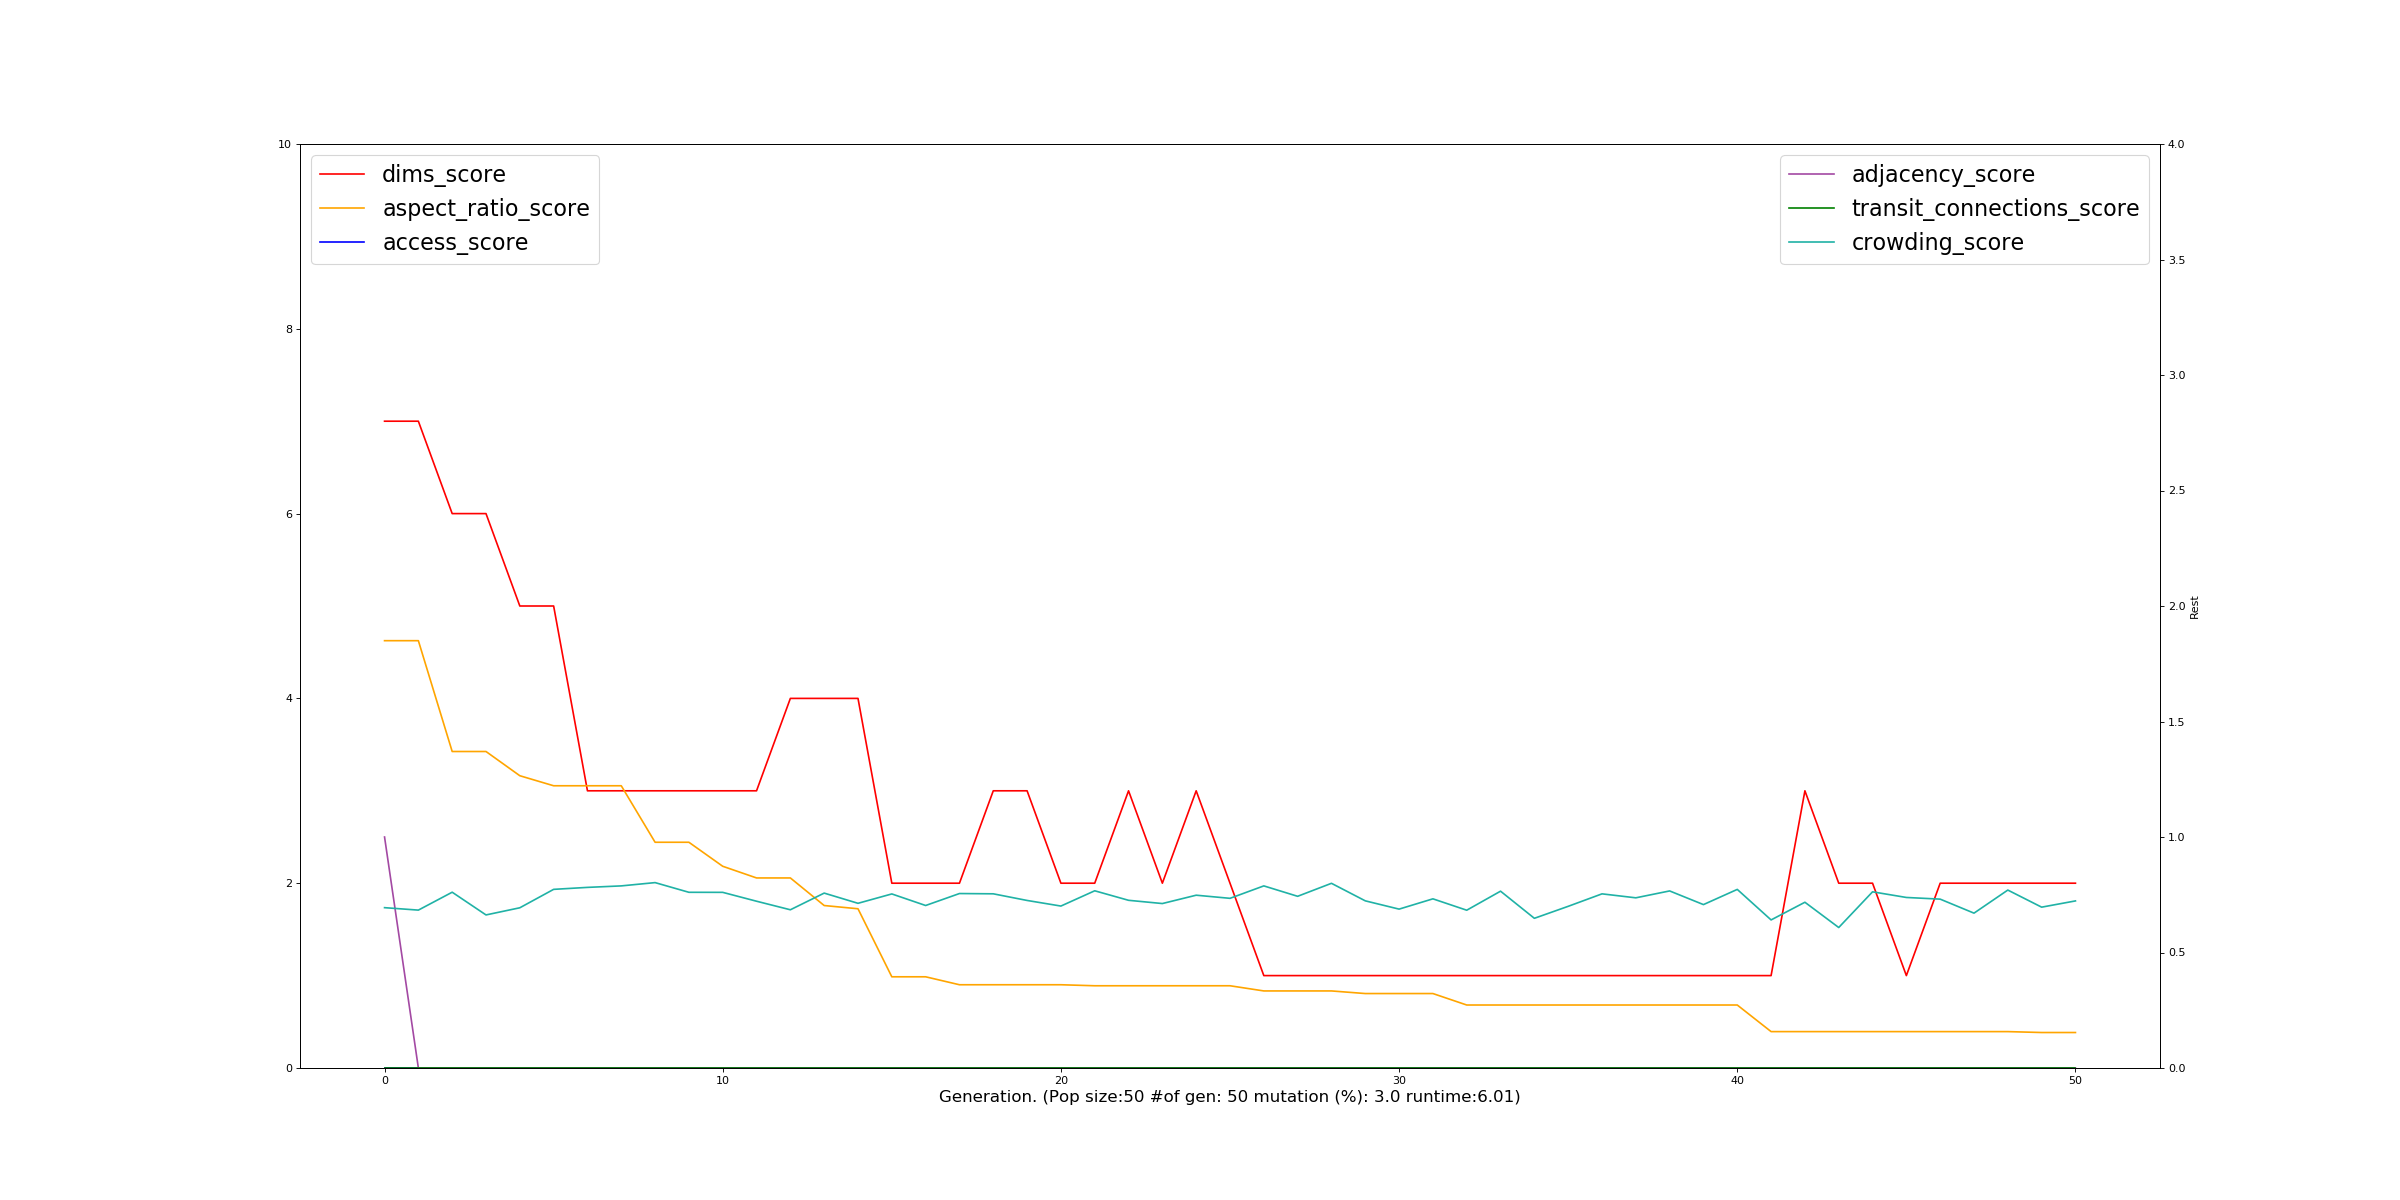 dims_score
aspect_ratio_score
access_score
adjacency_score
transit_connections_score
crowding_score
10
8
6
4
2
0
4.0
3.5
3.0
2.5
2.0
1.5
1.0
0.5
0.0
Rest
0 10 20 30 40 50
Generation. (Pop size:50 #of gen: 50 mutation (%): 3.0 runtime:6.01)